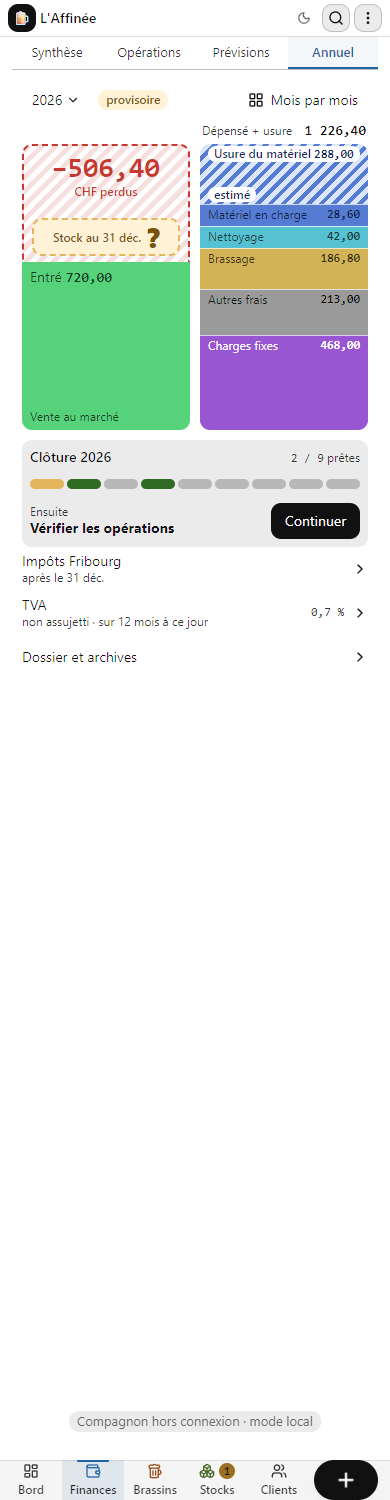 L'Affinée
Synthèse Opérations Prévisions Annuel
2026 provisoire Mois par mois
Dépensé + usure 1 226,40
−506,40
CHF perdus
Stock au 31 déc. ?
Entré 720,00
Vente au marché
Usure du matériel 288,00
estimé
Matériel en charge 28,60
Nettoyage 42,00
Brassage 186,80
Autres frais 213,00
Charges fixes 468,00
Clôture 2026 2 / 9 prêtes
Ensuite
Vérifier les opérations
Continuer
Impôts Fribourg
après le 31 déc.
TVA
non assujetti · sur 12 mois à ce jour 0,7 %
Dossier et archives
Compagnon hors connexion · mode local
Bord Finances Brassins Stocks 1 Clients